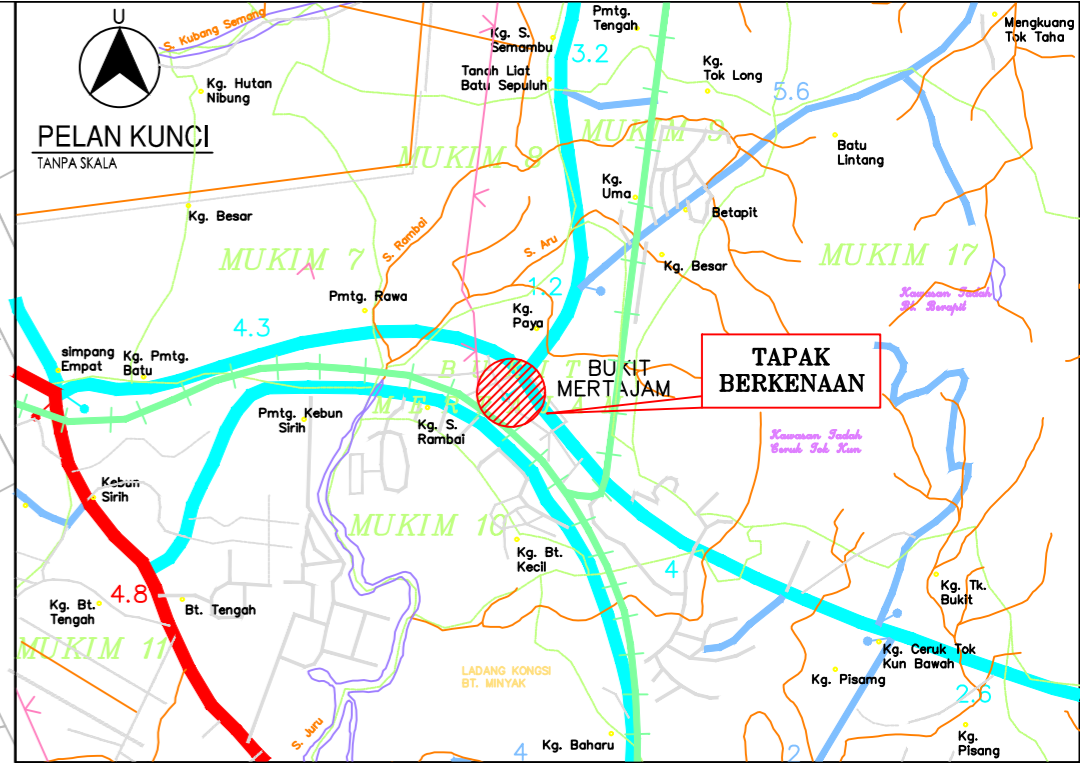 U
S. Kubang Semang
Kg. Hutan
Nibung
PELAN KUNCI
TANPA SKALA
Kg. Besar
Kg. S.
Semambu
Tanah Liat
Batu Sepuluh
Pmtg.
Tengah
3.2
Kg.
Tok Long
5.6
Mengkuang
Tok Taha
MUKIM 8
MUKIM 9
Batu
Lintang
Kg.
Uma
Betapit
MUKIM 7
S. Rambai
S. Aru
Kg. Besar
MUKIM 17
Kawasan Tadah
Bt. Berapit
Pmtg. Rawa
1.2
Kg.
Paya
4.3
simpang
Empat
Kg. Pmtg.
Batu
BUKIT
MERTAJAM
BUKIT
MERTAJAM
TAPAK
BERKENAAN
Pmtg. Kebun
Sirih
Kg. S.
Rambai
Kawasan Tadah
Ceruk Tok Kun
Kebun
Sirih
MUKIM 10
Kg. Bt.
Kecil
4
4.8
Kg. Bt.
Tengah
Bt. Tengah
Kg. Tk.
Bukit
MUKIM 11
Kg. Ceruk Tok
Kun Bawah
LADANG KONGSI
BT. MINYAK
Kg. Pisamg
2.6
S. Juru
Kg. Baharu
4
2
Kg.
Pisang